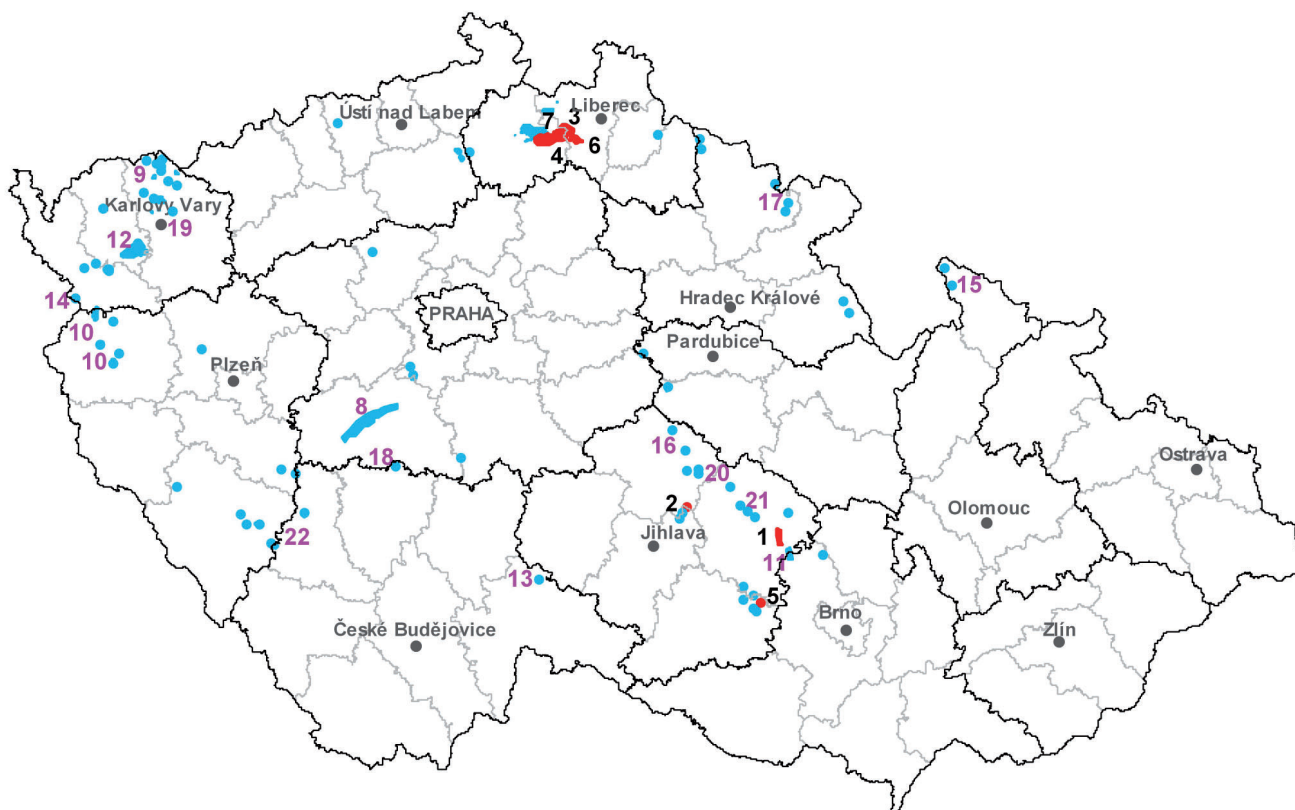 Ústí nad Labem
Liberec
7
3
4
6
9
Karlovy Vary
19
12
17
14
15
Hradec Králové
PRAHA
10
10
Pardubice
Plzeň
8
16
18
20
Ostrava
2
21
Olomouc
22
Jihlava
1
11
13
5
Brno
České Budějovice
Zlín